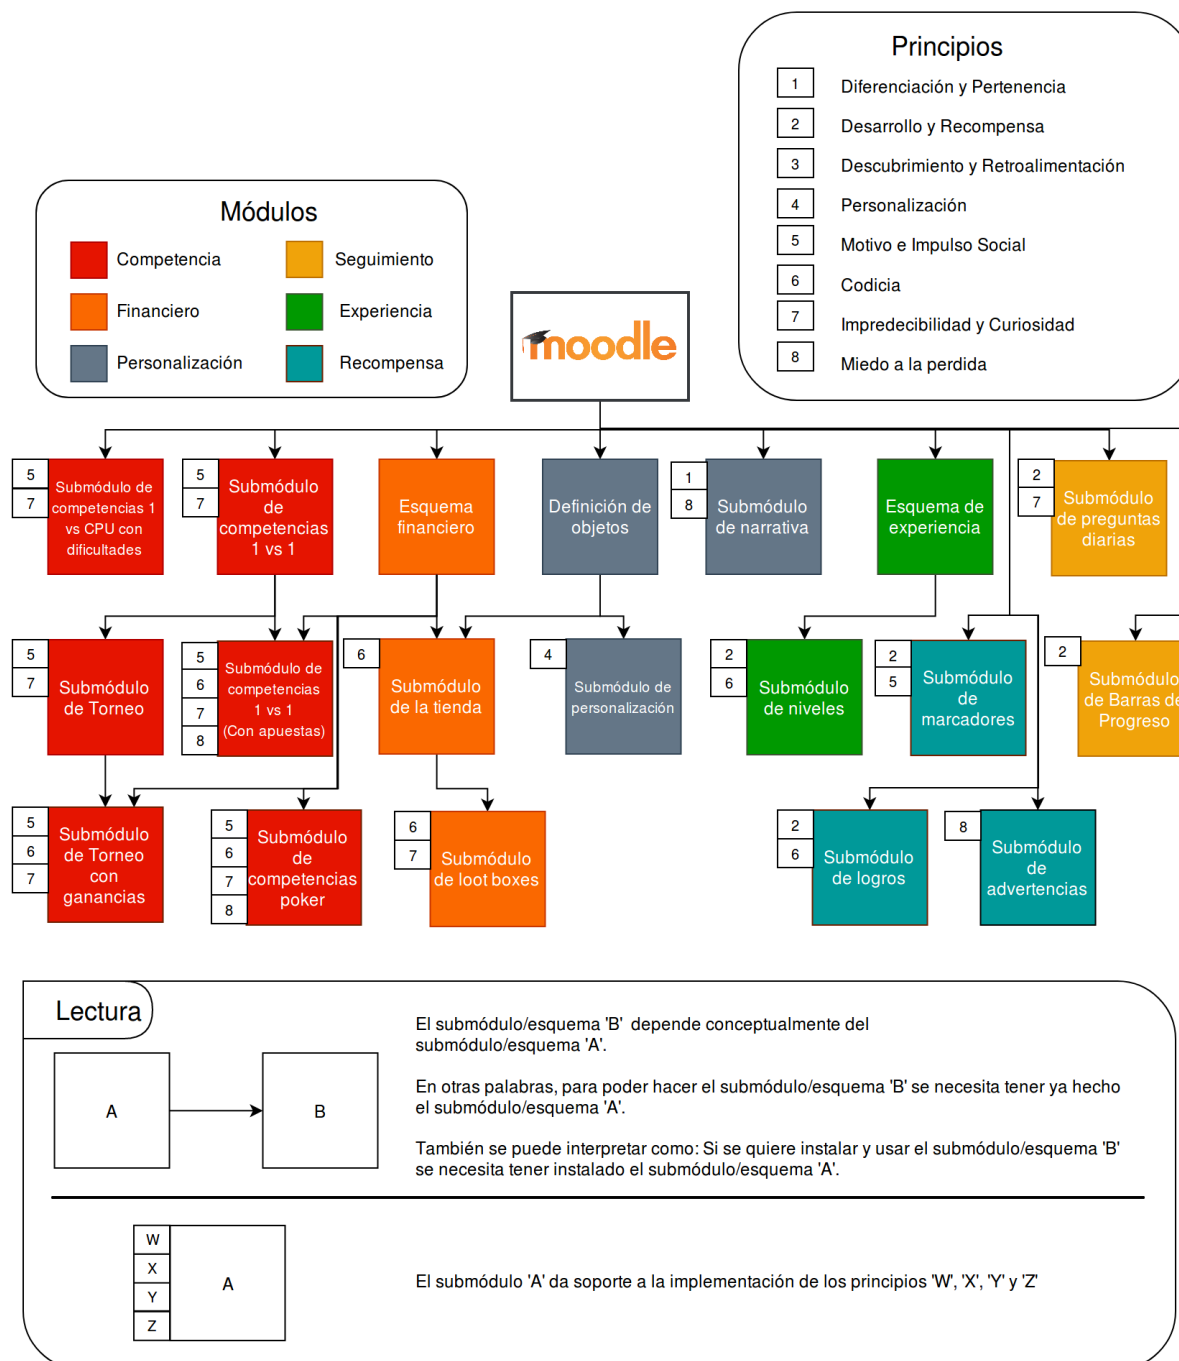 Principios
1
Diferenciación y Pertenencia
2
Desarrollo y Recompensa
3
Descubrimiento y Retroalimentación
4
Personalización
5
Motivo e Impulso Social
6
Codicia
7
Impredecibilidad y Curiosidad
8
Miedo a la perdida
Módulos
Competencia
Seguimiento
Financiero
Experiencia
Personalización
Recompensa
moodle
5
7
Submódulo de
competencias 1
vs CPU con
dificultades
5
7
Submódulo
de
competencias
1 vs 1
Esquema
financiero
Definición de
objetos
1
8
Submódulo
de narrativa
Esquema de
experiencia
2
7
Submódulo
de preguntas
diarias
5
7
Submódulo
de Torneo
5
6
7
8
Submódulo de
competencias
1 vs 1
(Con apuestas)
6
Submódulo
de la tienda
4
Submódulo de
personalización
2
6
Submódulo
de niveles
2
5
Submódulo
de
marcadores
2
Submódulo
de Barras de
Progreso
5
6
7
Submódulo
de Torneo
con
ganancias
5
6
7
8
Submódulo
de
competencias
poker
6
7
Submódulo
de loot boxes
2
6
Submódulo
de logros
8
Submódulo
de
advertencias
Lectura
A
B
El submódulo/esquema 'B' depende conceptualmente del
submódulo/esquema 'A'.
En otras palabras, para poder hacer el submódulo/esquema 'B' se necesita tener ya hecho
el submódulo/esquema 'A'.
También se puede interpretar como: Si se quiere instalar y usar el submódulo/esquema 'B'
se necesita tener instalado el submódulo/esquema 'A'.
W
X
Y
Z
A
El submódulo 'A' da soporte a la implementación de los principios 'W', 'X', 'Y' y 'Z'